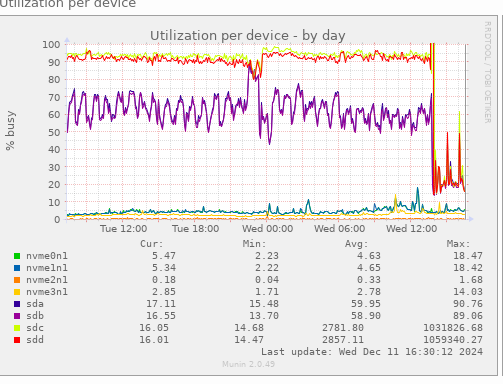 Utilization per device
Utilization per device - by day
RRDTOOL / TOBI OETIKER
% busy
100
90
80
70
60
50
40
30
20
10
0
Tue 12:00 Tue 18:00 Wed 00:00 Wed 06:00 Wed 12:00
Cur: Min: Avg: Max:
nvme0n1 5.47 2.23 4.63 18.47
nvme1n1 5.34 2.22 4.65 18.42
nvme2n1 0.18 0.04 0.33 1.68
nvme3n1 2.85 1.71 2.78 14.03
sda 17.11 15.48 59.95 90.76
sdb 16.55 13.70 58.90 89.06
sdc 16.05 14.68 2781.80 1031826.68
sdd 16.01 14.47 2857.11 1059340.27
Last update: Wed Dec 11 16:30:12 2024
Munin 2.0.49